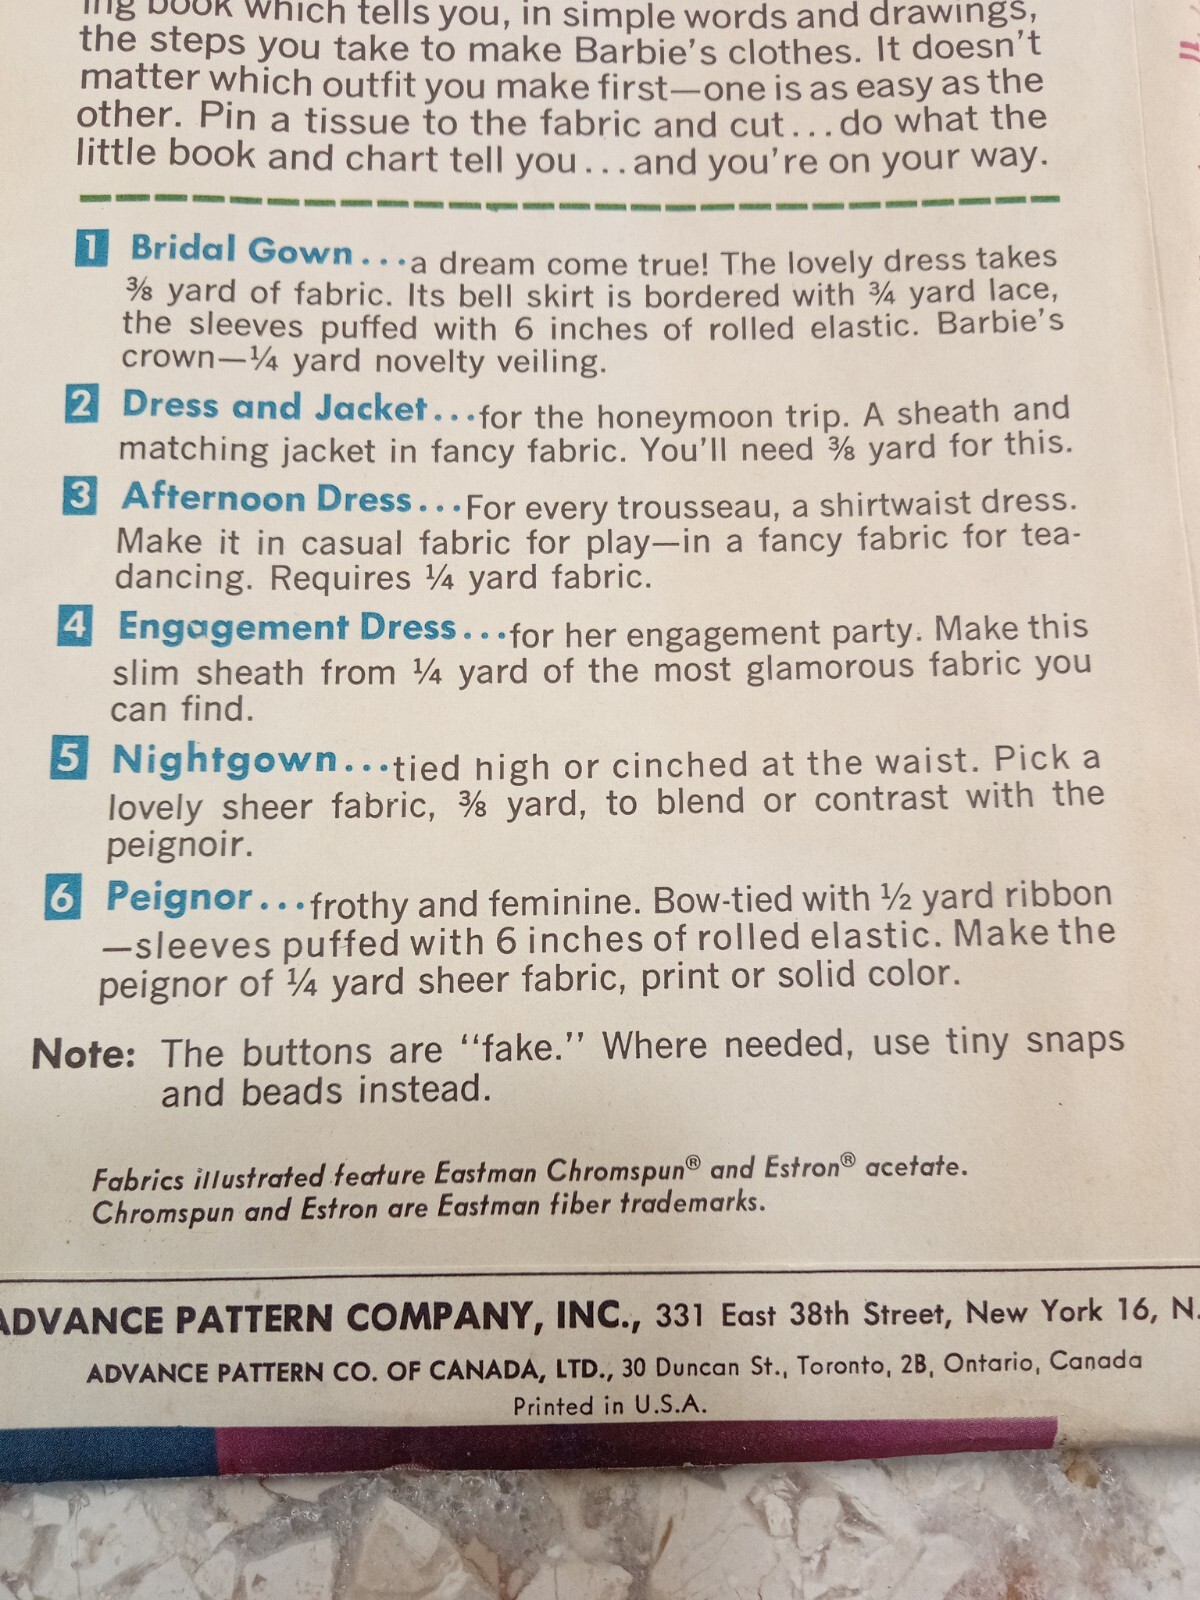 ing book which tells you, in simple words and drawings,
the steps you take to make Barbie's clothes. It doesn't
matter which outfit you make first—one is as easy as the
other. Pin a tissue to the fabric and cut...do what the
little book and chart tell you...and you're on your way.
1 Bridal Gown...a dream come true! The lovely dress takes
⅜ yard of fabric. Its bell skirt is bordered with ¾ yard lace,
the sleeves puffed with 6 inches of rolled elastic. Barbie's
crown—¼ yard novelty veiling.
2 Dress and Jacket...for the honeymoon trip. A sheath and
matching jacket in fancy fabric. You'll need ⅜ yard for this.
3 Afternoon Dress...For every trousseau, a shirtwaist dress.
Make it in casual fabric for play—in a fancy fabric for tea-
dancing. Requires ¼ yard fabric.
4 Engagement Dress...for her engagement party. Make this
slim sheath from ¼ yard of the most glamorous fabric you
can find.
5 Nightgown...tied high or cinched at the waist. Pick a
lovely sheer fabric, ⅜ yard, to blend or contrast with the
peignoir.
6 Peignor...frothy and feminine. Bow-tied with ½ yard ribbon
—sleeves puffed with 6 inches of rolled elastic. Make the
peignor of ¼ yard sheer fabric, print or solid color.
Note: The buttons are "fake." Where needed, use tiny snaps
and beads instead.
Fabrics illustrated feature Eastman Chromspun® and Estron® acetate.
Chromspun and Estron are Eastman fiber trademarks.
ADVANCE PATTERN COMPANY, INC., 331 East 38th Street, New York 16, N.
ADVANCE PATTERN CO. OF CANADA, LTD., 30 Duncan St., Toronto, 2B, Ontario, Canada
Printed in U.S.A.